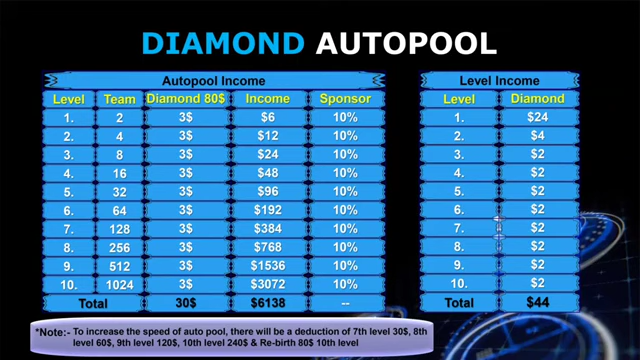 DIAMOND AUTOPOOL
Autopool Income
Level Team Diamond 80$ Income Sponsor
1. 2 3$ $6 10%
2. 4 3$ $12 10%
3. 8 3$ $24 10%
4. 16 3$ $48 10%
5. 32 3$ $96 10%
6. 64 3$ $192 10%
7. 128 3$ $384 10%
8. 256 3$ $768 10%
9. 512 3$ $1536 10%
10. 1024 3$ $3072 10%
Total 30$ $6138 --
Level Income
Level Diamond
1. $24
2. $4
3. $2
4. $2
5. $2
6. $2
7. $2
8. $2
9. $2
10. $2
Total $44
*Note:- To increase the speed of auto pool, there will be a deduction of 7th level 30$, 8th
level 60$, 9th level 120$, 10th level 240$ & Re-birth 80$ 10th level